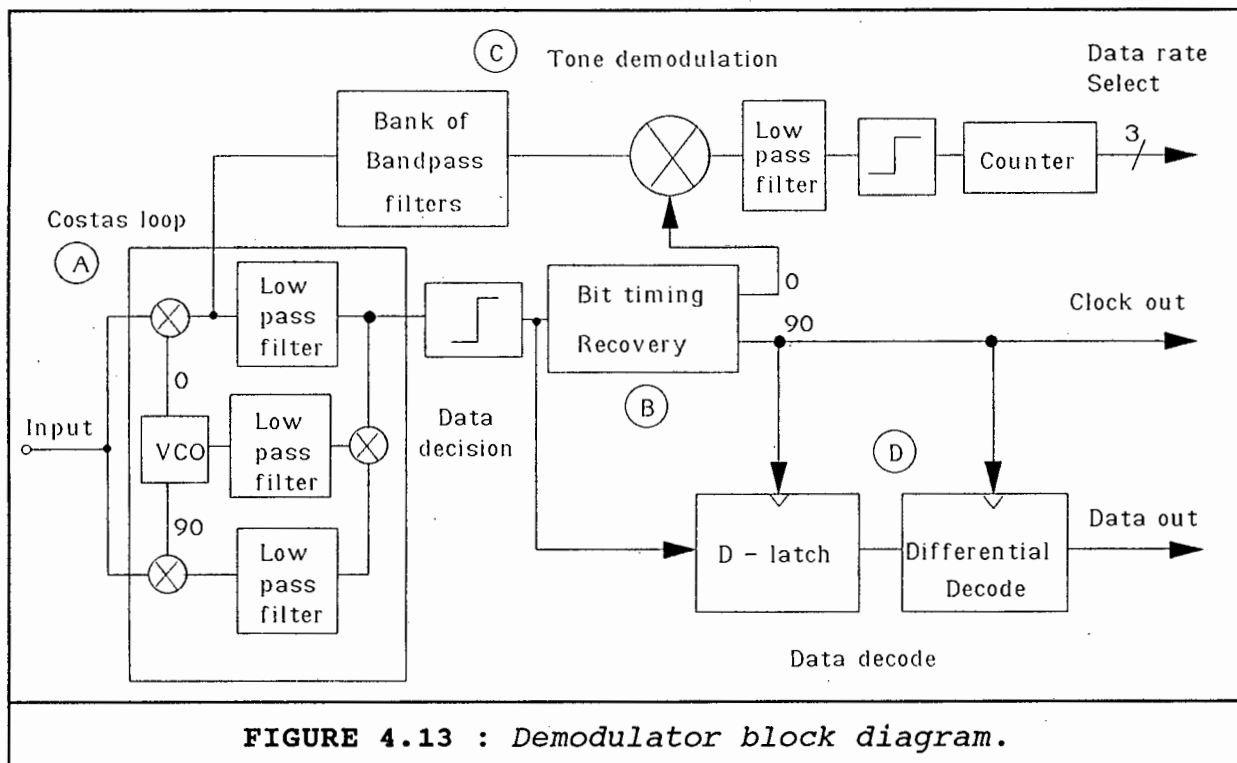 C
Tone demodulation
Data rate
Select
Bank of
Bandpass
filters
Low
pass
filter
Counter
3
Costas loop
A
Low
pass
filter
Bit timing
Recovery
0
90
Clock out
B
0
Input
VCO
Low
pass
filter
Data
decision
D
90
Low
pass
filter
D - latch
Differential
Decode
Data out
Data decode
FIGURE 4.13 : Demodulator block diagram.